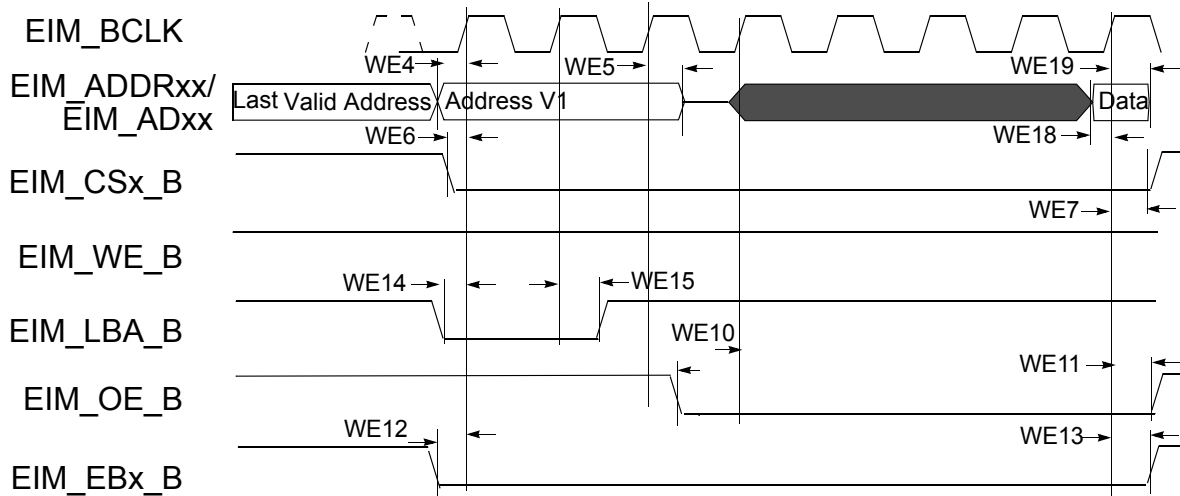 EIM_BCLK
WE4
WE5
WE19
EIM_ADDRxx/
EIM_ADxx
Last Valid Address
Address V1
Data
WE6
WE18
EIM_CSx_B
WE7
EIM_WE_B
WE14
WE15
EIM_LBA_B
WE10
WE11
EIM_OE_B
WE12
WE13
EIM_EBx_B